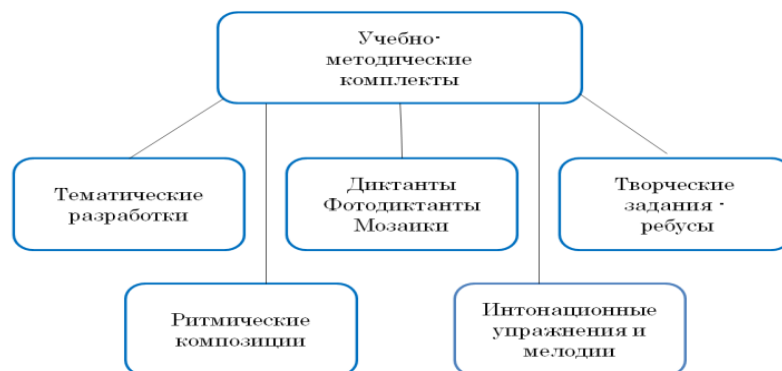 Учебно-
методические
комплекты
Тематические
разработки
Диктанты
Фотодиктанты
Мозаики
Творческие
задания -
ребусы
Ритмические
композиции
Интонационные
упражнения и
мелодии